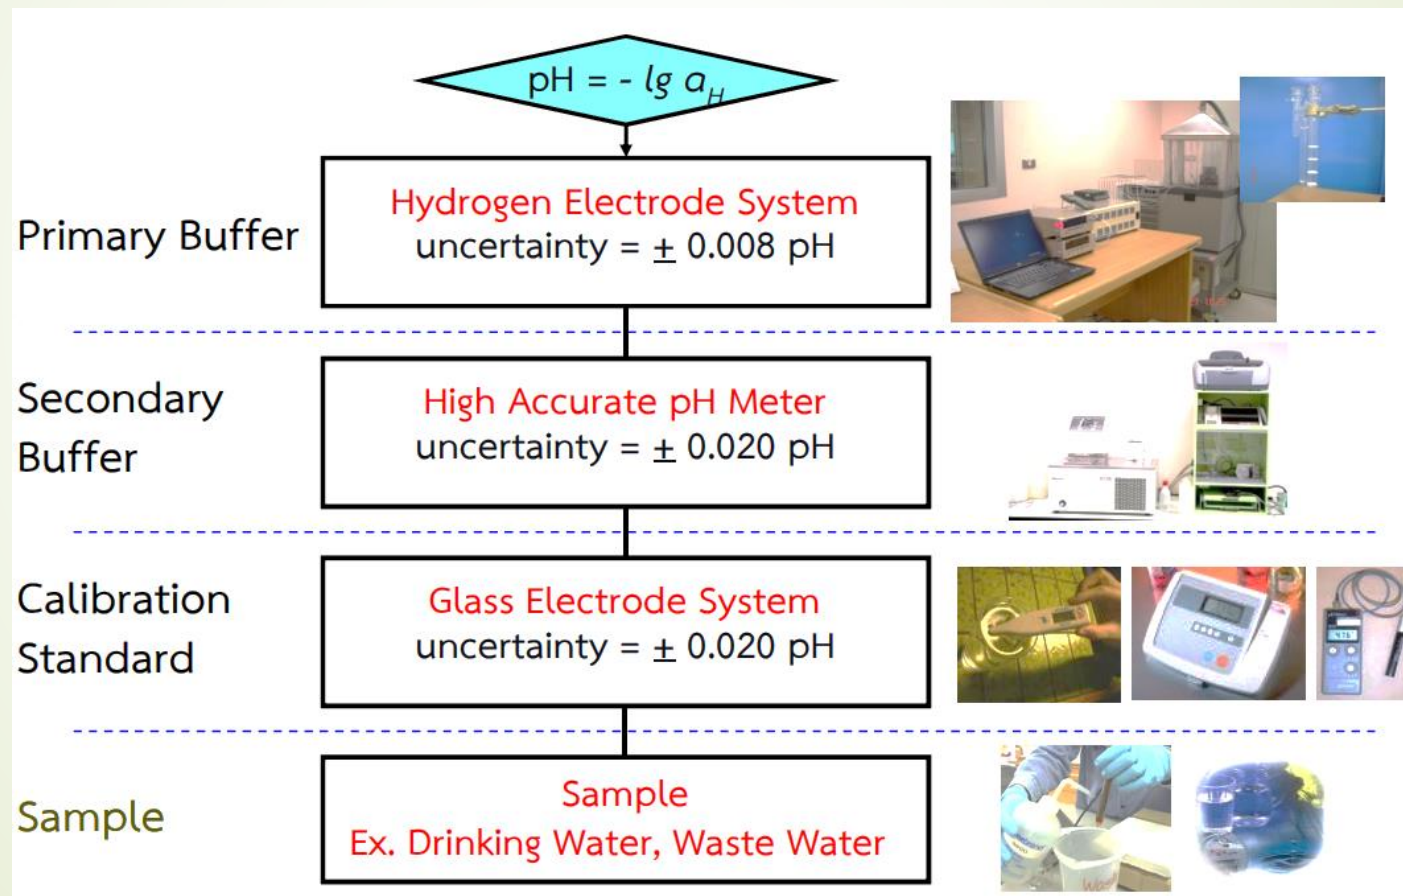 pH = - lg aH
Primary Buffer
Hydrogen Electrode System
uncertainty = ± 0.008 pH
Secondary
Buffer
High Accurate pH Meter
uncertainty = ± 0.020 pH
Calibration
Standard
Glass Electrode System
uncertainty = ± 0.020 pH
Sample
Sample
Ex. Drinking Water, Waste Water